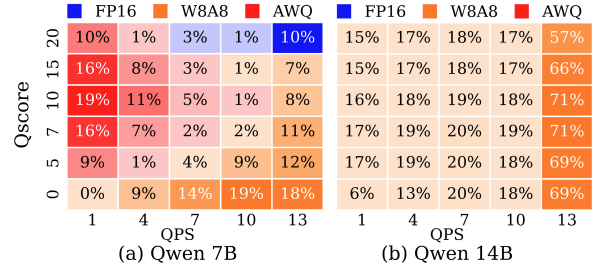 FP16 W8A8 AWQ FP16 W8A8 AWQ
Qscore
20 10% 1% 3% 1% 10% 15% 17% 18% 17% 57%
15 16% 8% 3% 1% 7% 15% 17% 18% 17% 66%
10 19% 11% 5% 1% 8% 16% 18% 19% 18% 71%
7 16% 7% 2% 2% 11% 17% 19% 20% 19% 71%
5 9% 1% 4% 9% 12% 17% 19% 20% 18% 69%
0 0% 9% 14% 19% 18% 6% 13% 20% 18% 69%
1 4 7 10 13 1 4 7 10 13
QPS QPS
(a) Qwen 7B (b) Qwen 14B